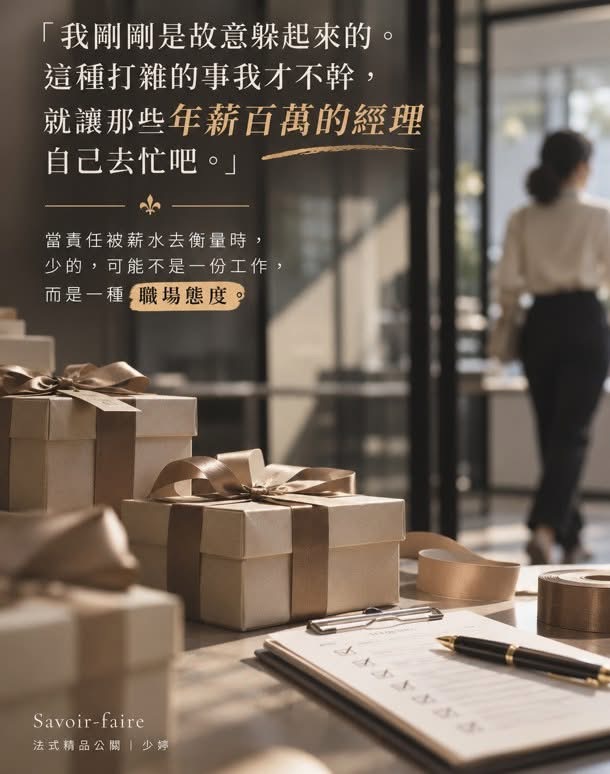 「我剛剛是故意躲起來的。
這種打雜的事我才不幹，
就讓那些年薪百萬的經理
自己去忙吧。」
當責任被薪水去衡量時，
少的，可能不是一份工作，
而是一種 職場態度。
Savoir-faire
法式精品公關｜少婷